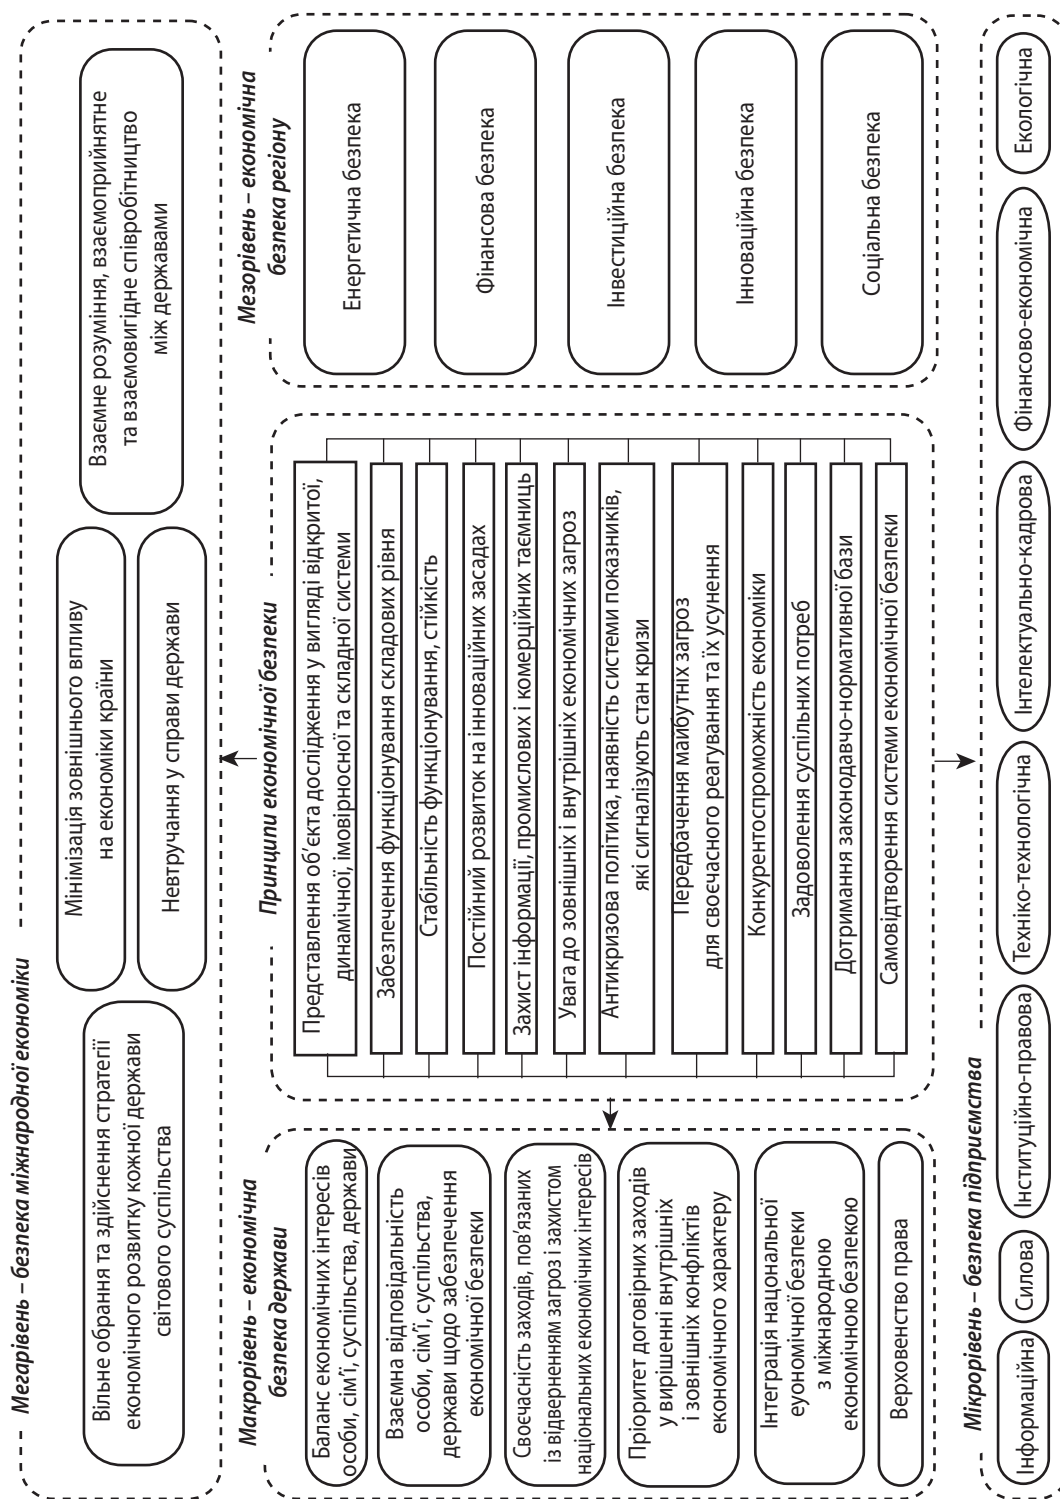 Мегарівень – безпека міжнародної економіки
Вільне обрання та здійснення стратегії
економічного розвитку кожної держави
світового суспільства
Мінімізація зовнішнього впливу
на економіки країни
Невтручання у справи держави
Взаємне розуміння, взаємоприйнятне
та взаємовигідне співробітництво
між державами
Макрорівень – економічна
безпека держави
Баланс економічних інтересів
особи, сім’ї, суспільства, держави
Взаємна відповідальність
особи, сім’ї, суспільства,
держави щодо забезпечення
економічної безпеки
Своєчасність заходів, пов’язаних
із відверненням загроз і захистом
національних економічних інтересів
Пріоритет договірних заходів
у вирішенні внутрішніх
і зовнішніх конфліктів
економічного характеру
Інтеграція національної
еуономічної безпеки
з міжнародною
економічною безпекою
Верховенство права
Принципи економічної безпеки
Представлення об’єкта дослідження у вигляді відкритої,
динамічної, імовірносної та складної системи
Забезпечення функціонування складових рівня
Стабільність функціонування, стійкість
Постійний розвиток на інноваційних засадах
Захист інформації, промислових і комерційних таємниць
Увага до зовнішніх і внутрішніх економічних загроз
Антикризова політика, наявність системи показників,
які сигналізують стан кризи
Передбачення майбутніх загроз
для своєчасного реагування та їх усунення
Конкурентоспроможність економіки
Задоволення суспільних потреб
Дотримання законодавчо-нормативної бази
Самовідтворення системи економічної безпеки
Мезорівень – економічна
безпека регіону
Енергетична безпека
Фінансова безпека
Інвестиційна безпека
Інноваційна безпека
Соціальна безпека
Мікрорівень – безпека підприємства
Інформаційна
Силова
Інституційно-правова
Техніко-технологічна
Інтелектуально-кадрова
Фінансово-економічна
Екологічна